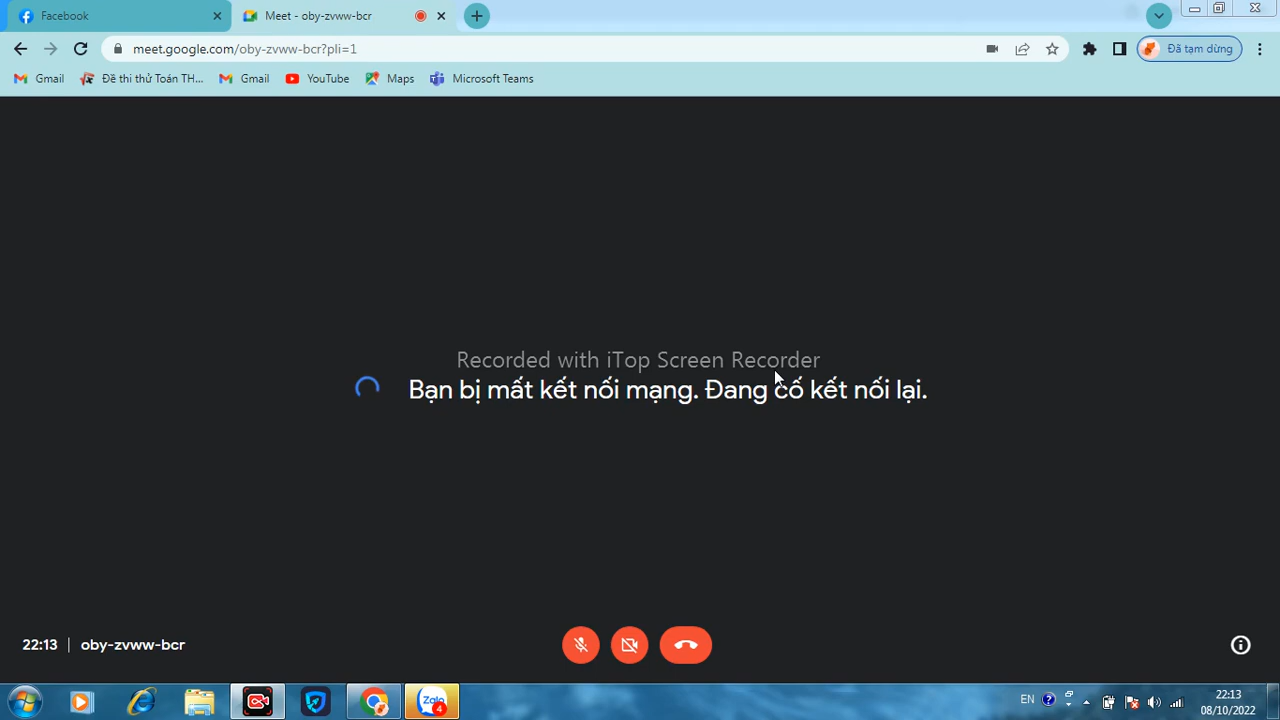 Facebook
Meet - oby-zvww-bcr
meet.google.com/oby-zvww-bcr?pli=1
Đã tạm dừng
Gmail
Đề thi thử Toán TH...
Gmail
YouTube
Maps
Microsoft Teams
Recorded with iTop Screen Recorder
Bạn bị mất kết nối mạng. Đang cố kết nối lại.
22:13 | oby-zvww-bcr
Zalo
4
EN
22:13
08/10/2022